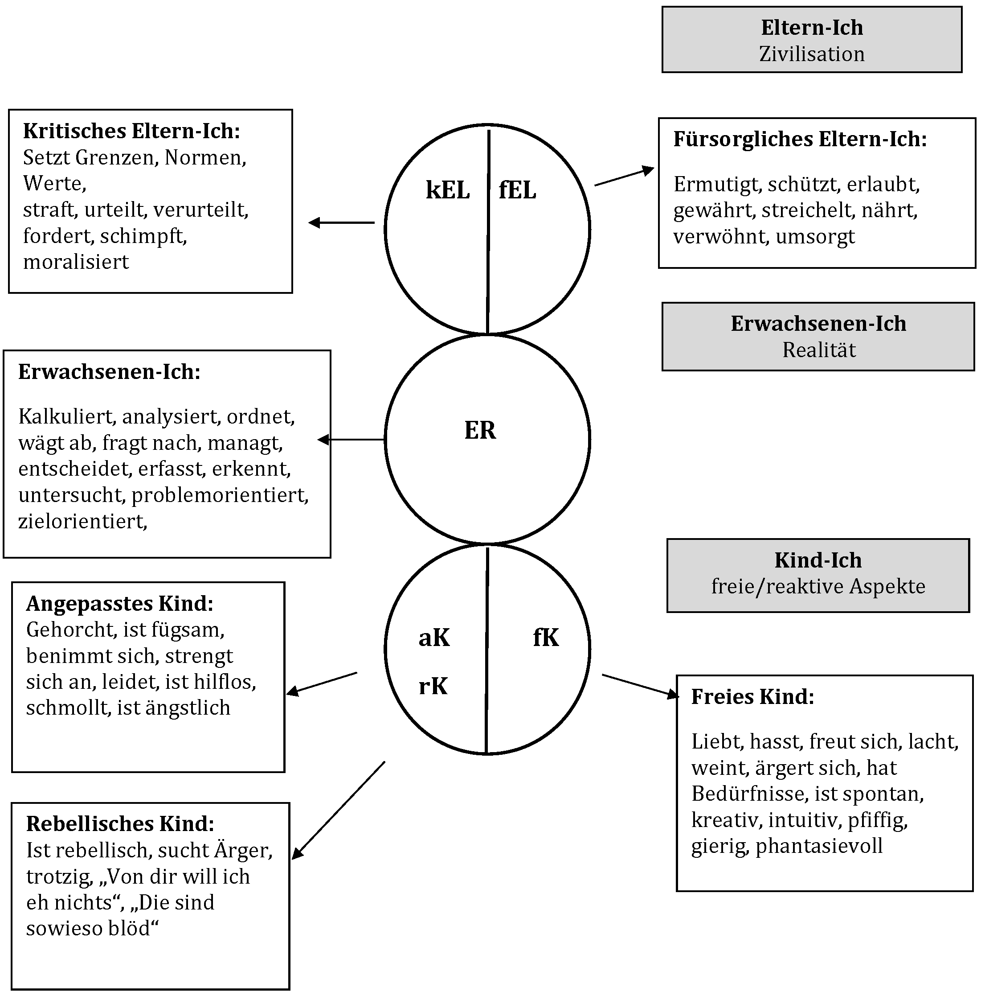 Eltern-Ich
Zivilisation
Kritisches Eltern-Ich:
Setzt Grenzen, Normen,
Werte,
straft, urteilt, verurteilt,
fordert, schimpft,
moralisiert
kEL
fEL
Fürsorgliches Eltern-Ich:
Ermutigt, schützt, erlaubt,
gewährt, streichelt, nährt,
verwöhnt, umsorgt
Erwachsenen-Ich
Realität
Erwachsenen-Ich:
Kalkuliert, analysiert, ordnet,
wägt ab, fragt nach, managt,
entscheidet, erfasst, erkennt,
untersucht, problemorientiert,
zielorientiert,
ER
Kind-Ich
freie/reaktive Aspekte
Angepasstes Kind:
Gehorcht, ist fügsam,
benimmt sich, strengt
sich an, leidet, ist hilflos,
schmollt, ist ängstlich
aK
rK
fK
Freies Kind:
Liebt, hasst, freut sich, lacht,
weint, ärgert sich, hat
Bedürfnisse, ist spontan,
kreativ, intuitiv, pfiffig,
gierig, phantasievoll
Rebellisches Kind:
Ist rebellisch, sucht Ärger,
trotzig, „Von dir will ich
eh nichts“, „Die sind
sowieso blöd“